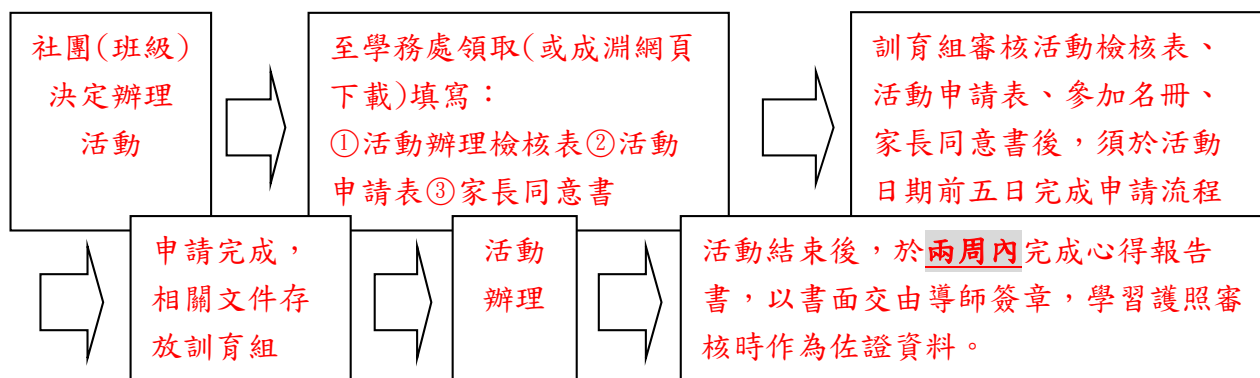 社團(班級)
決定辦理
活動
至學務處領取(或成淵網頁
下載)填寫：
①活動辦理檢核表②活動
申請表③家長同意書
訓育組審核活動檢核表、
活動申請表、參加名冊、
家長同意書後，須於活動
日期前五日完成申請流程
申請完成，
相關文件存
放訓育組
活動
辦理
活動結束後，於兩周內完成心得報告
書，以書面交由導師簽章，學習護照審
核時作為佐證資料。